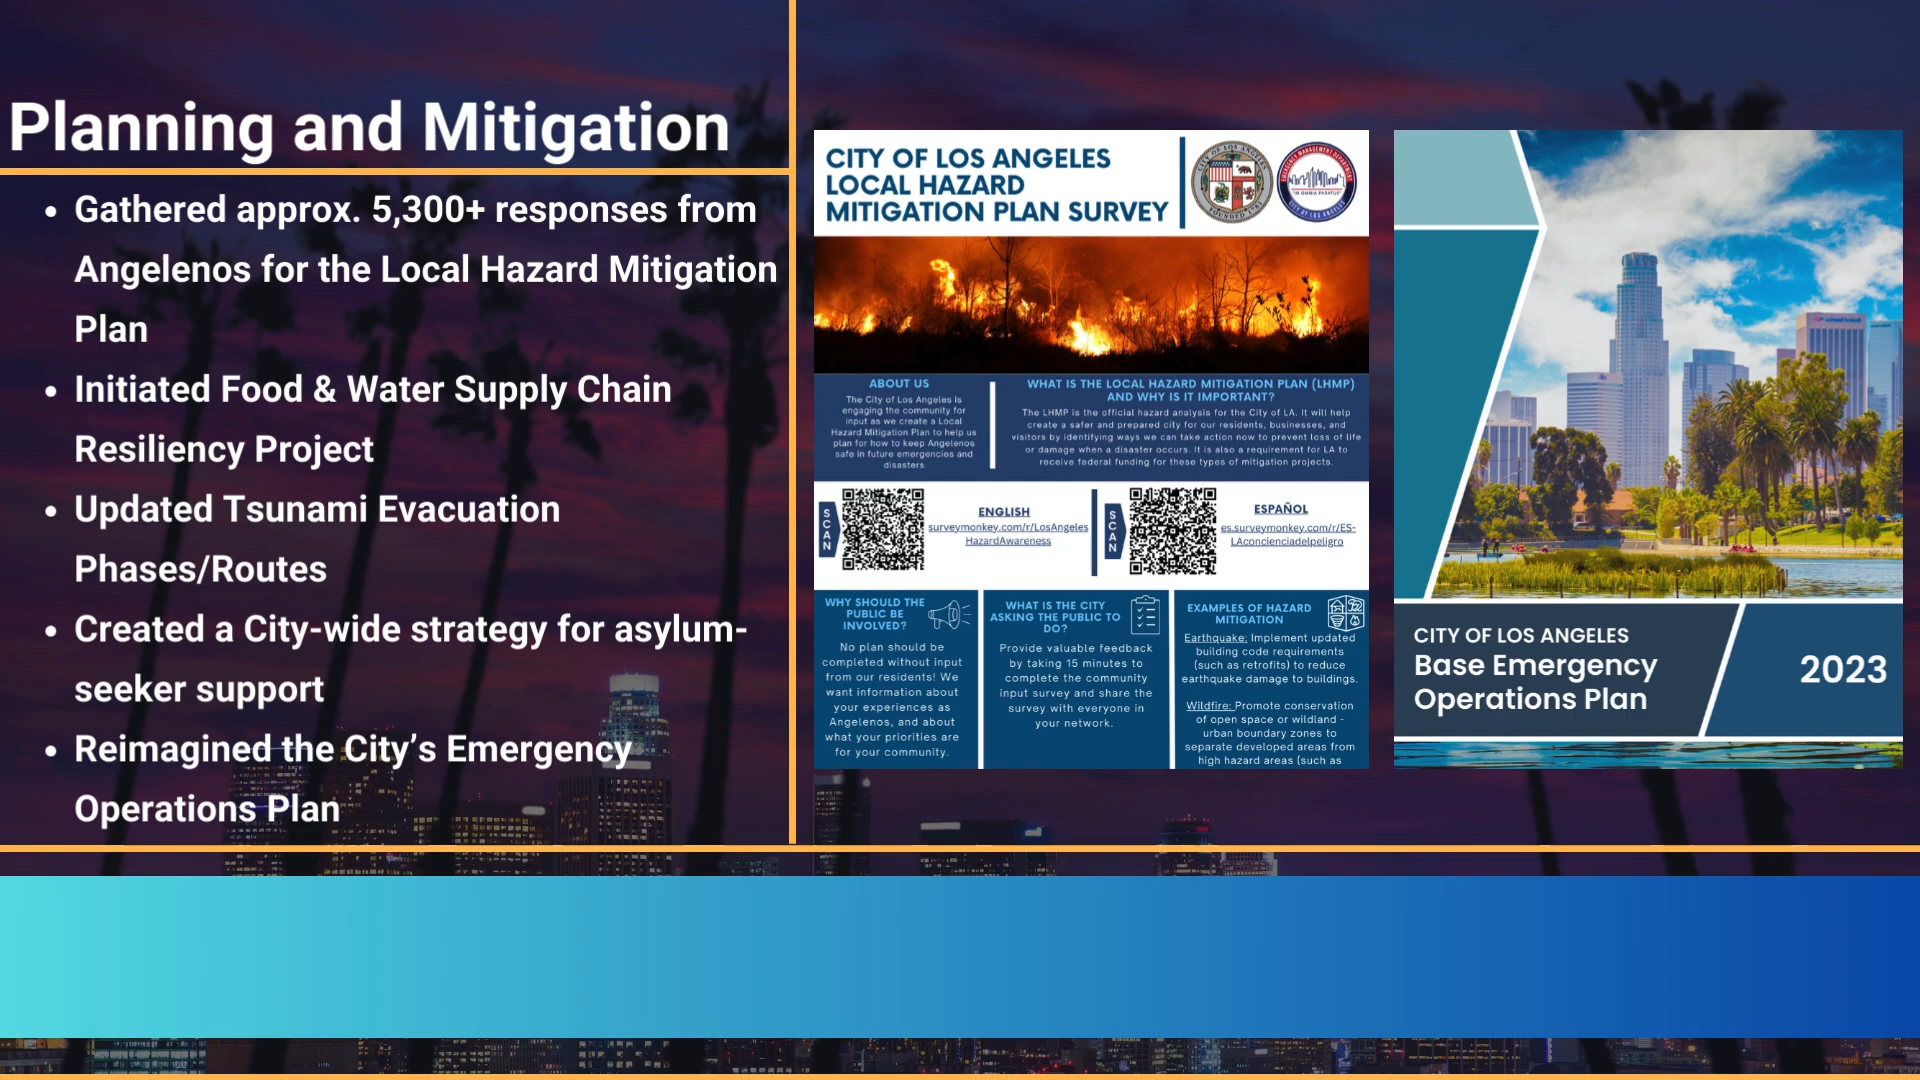 Planning and Mitigation
• Gathered approx. 5,300+ responses from
Angelenos for the Local Hazard Mitigation
Plan
• Initiated Food & Water Supply Chain
Resiliency Project
• Updated Tsunami Evacuation
Phases/Routes
• Created a City-wide strategy for asylum-
seeker support
• Reimagined the City’s Emergency
Operations Plan
CITY OF LOS ANGELES
LOCAL HAZARD
MITIGATION PLAN SURVEY
ABOUT US
The City of Los Angeles is
engaging the community for
input as we create a Local
Hazard Mitigation Plan to help us
plan for how to keep Angelenos
safe in future emergencies and
disasters
WHAT IS THE LOCAL HAZARD MITIGATION PLAN (LHMP)
AND WHY IS IT IMPORTANT?
The LHMP is the official hazard analysis for the City of LA. It will help
create a safer and prepared city for our residents, businesses, and
visitors by identifying ways we can take action now to prevent loss of life
or damage when a disaster occurs. It is also a requirement for LA to
receive federal funding for these types of mitigation projects.
SCAN
ENGLISH
surveymonkey.com/r/LosAngeles
HazardAwareness
SCAN
ESPAÑOL
es.surveymonkey.com/r/ES-
LAconcienciadelpeligro
WHY SHOULD THE
PUBLIC BE
INVOLVED?
No plan should be
completed without input
from our residents! We
want information about
your experiences as
Angelenos, and about
what your priorities are
for your community.
WHAT IS THE CITY
ASKING THE PUBLIC TO
DO?
Provide valuable feedback
by taking 15 minutes to
complete the community
input survey and share the
survey with everyone in
your network.
EXAMPLES OF HAZARD
MITIGATION
Earthquake: Implement updated
building code requirements
(such as retrofits) to reduce
earthquake damage to buildings.
Wildfire: Promote conservation
of open space or wildland -
urban boundary zones to
separate developed areas from
high hazard areas (such as
CITY OF LOS ANGELES
Base Emergency
Operations Plan
2023